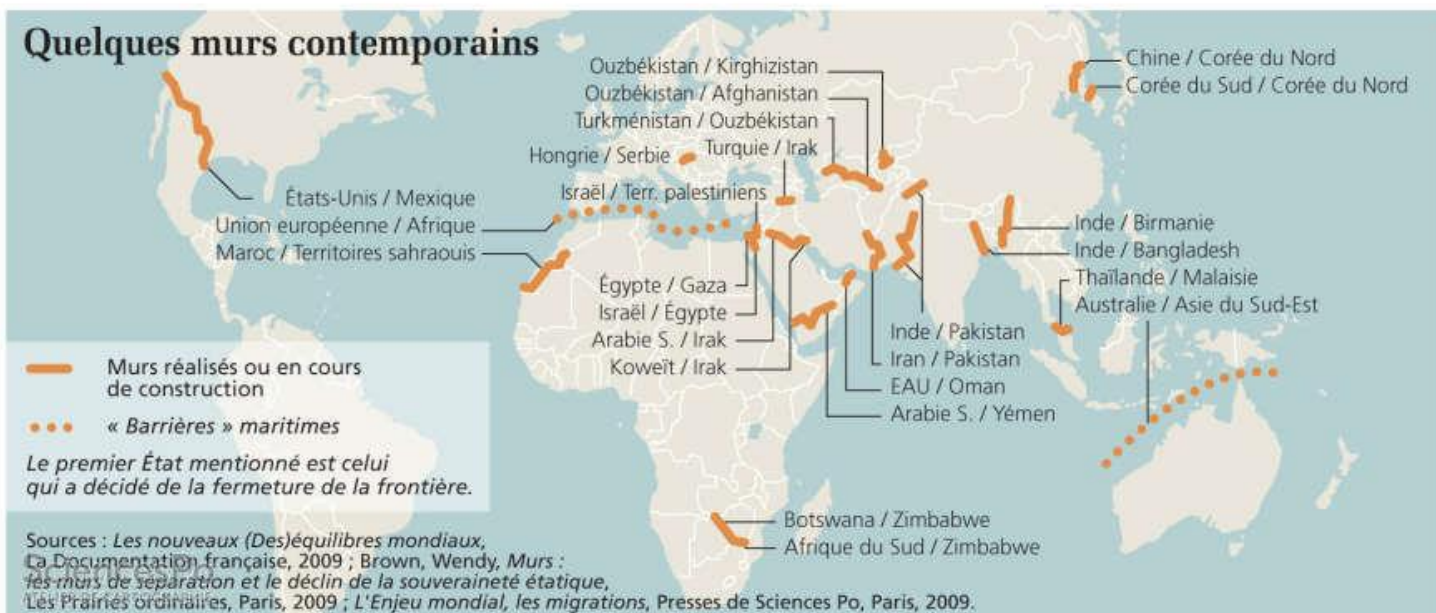 Quelques murs contemporains
Ouzbékistan / Kirghizistan
Ouzbékistan / Afghanistan
Turkménistan / Ouzbékistan
Hongrie / Serbie
Turquie / Irak
Israël / Terr. palestiniens
États-Unis / Mexique
Union européenne / Afrique
Maroc / Territoires sahraouis
Égypte / Gaza
Israël / Égypte
Arabie S. / Irak
Koweït / Irak
Chine / Corée du Nord
Corée du Sud / Corée du Nord
Inde / Birmanie
Inde / Bangladesh
Thaïlande / Malaisie
Australie / Asie du Sud-Est
Inde / Pakistan
Iran / Pakistan
EAU / Oman
Arabie S. / Yémen
Botswana / Zimbabwe
Afrique du Sud / Zimbabwe
Murs réalisés ou en cours
de construction
« Barrières » maritimes
Le premier État mentionné est celui
qui a décidé de la fermeture de la frontière.
Sources : Les nouveaux (Des)équilibres mondiaux,
La Documentation française, 2009 ; Brown, Wendy, Murs :
les murs de séparation et le déclin de la souveraineté étatique,
Les Prairies ordinaires, Paris, 2009 ; L'Enjeu mondial, les migrations, Presses de Sciences Po, Paris, 2009.
SciencesPo
ATELIER DE CARTOGRAPHIE